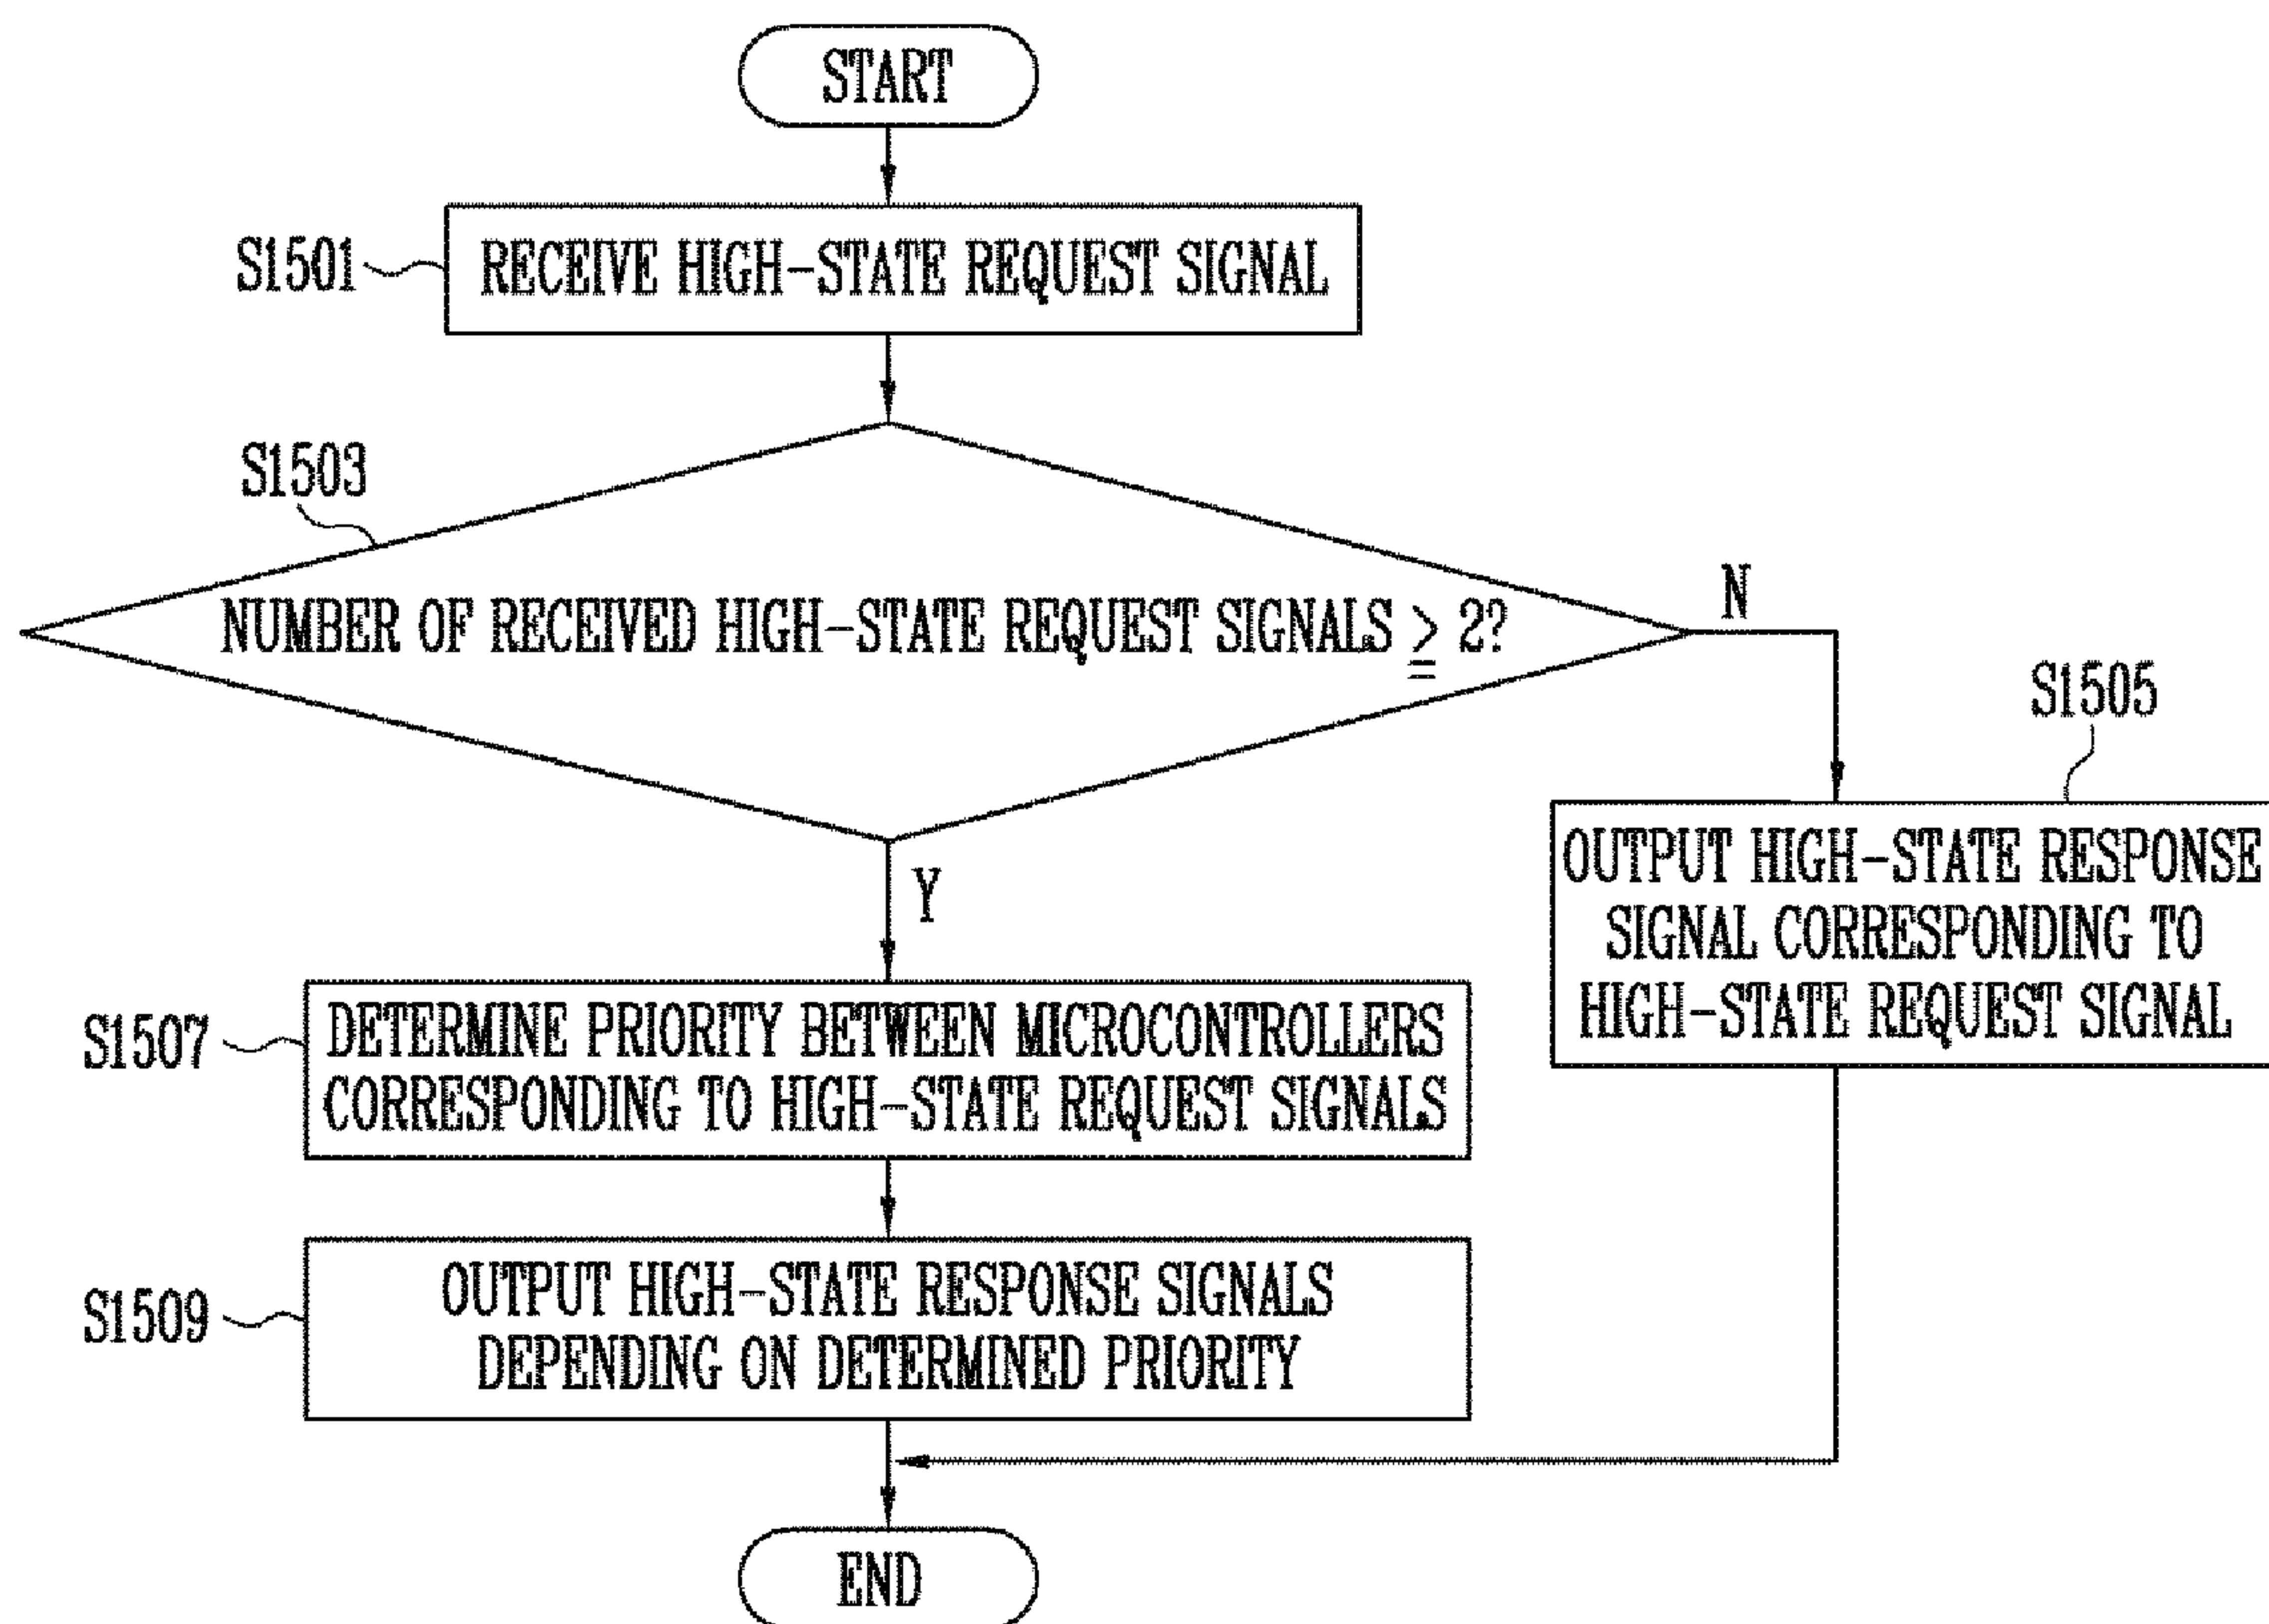 START
S1501
RECEIVE HIGH-STATE REQUEST SIGNAL
S1503
NUMBER OF RECEIVED HIGH-STATE REQUEST SIGNALS ≥ 2?
N
S1505
OUTPUT HIGH-STATE RESPONSE
SIGNAL CORRESPONDING TO
HIGH-STATE REQUEST SIGNAL
Y
S1507
DETERMINE PRIORITY BETWEEN MICROCONTROLLERS
CORRESPONDING TO HIGH-STATE REQUEST SIGNALS
S1509
OUTPUT HIGH-STATE RESPONSE SIGNALS
DEPENDING ON DETERMINED PRIORITY
END